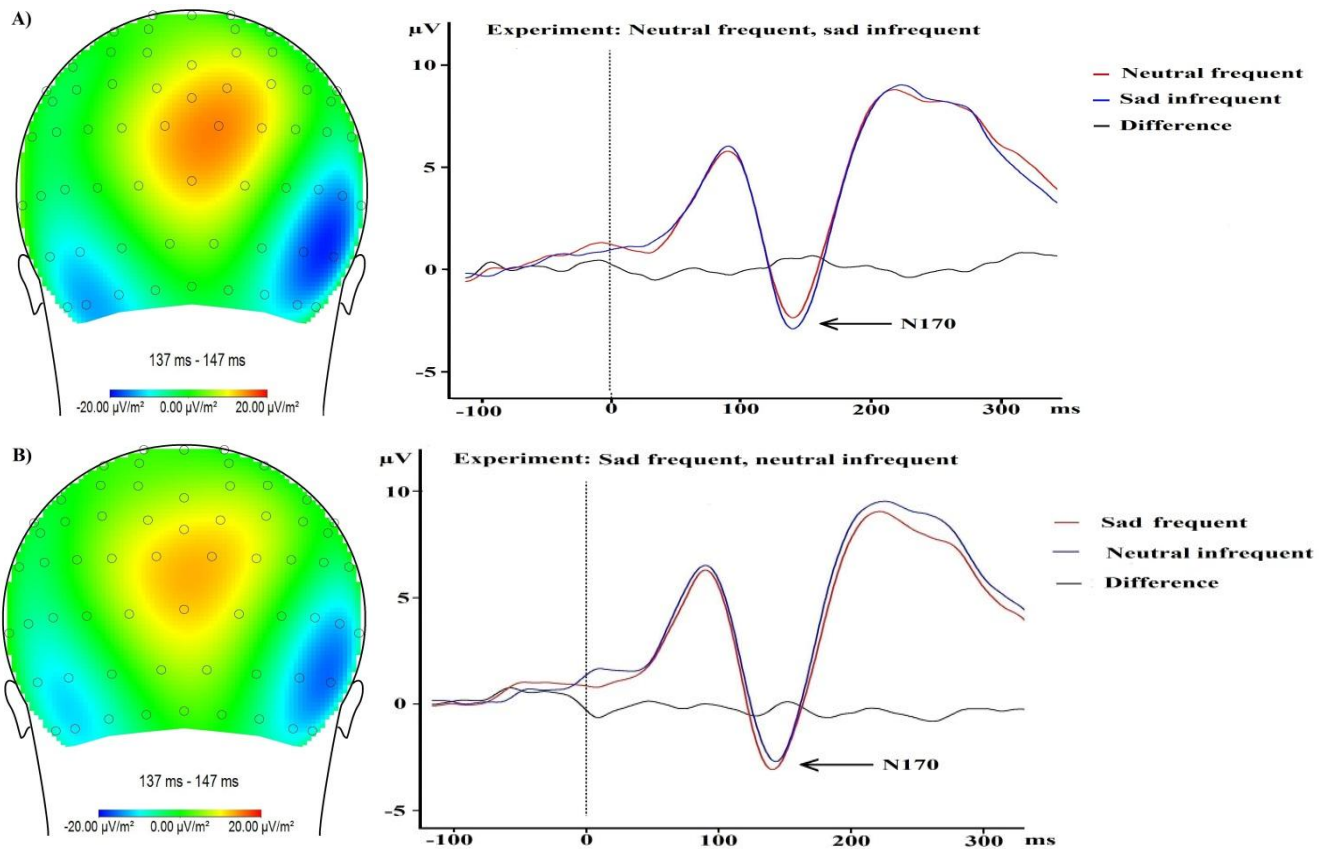 A)
µV
Experiment: Neutral frequent, sad infrequent
10
Neutral frequent
Sad infrequent
Difference
5
0
N170
-5
-100
0
100
200
300
ms
137 ms - 147 ms
-20.00 µV/m²
0.00 µV/m²
20.00 µV/m²
B)
µV
Experiment: Sad frequent, neutral infrequent
10
Sad frequent
Neutral infrequent
Difference
5
0
N170
-5
-100
0
100
200
300
ms
137 ms - 147 ms
-20.00 µV/m²
0.00 µV/m²
20.00 µV/m²